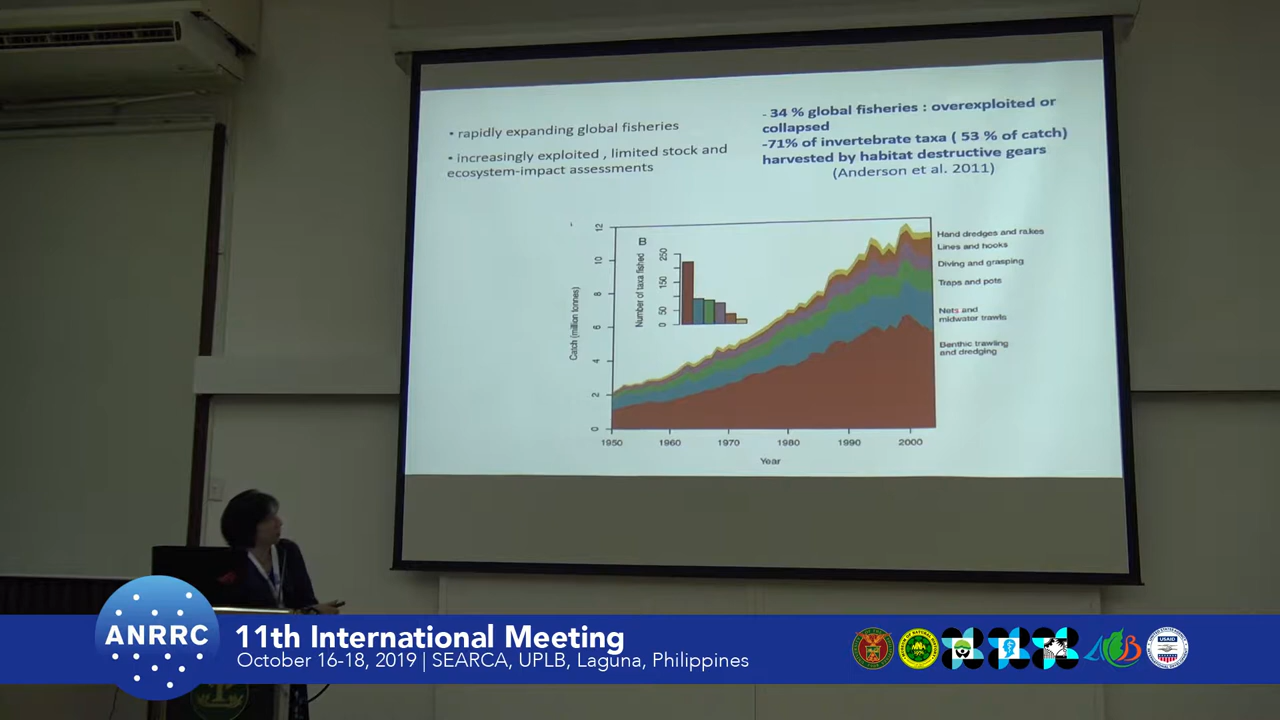 • rapidly expanding global fisheries
• increasingly exploited , limited stock and
ecosystem-impact assessments
- 34 % global fisheries : overexploited or
collapsed
-71% of invertebrate taxa ( 53 % of catch)
harvested by habitat destructive gears
(Anderson et al. 2011)
B
Number of taxa fished
0 50 150 250
Catch (million tonnes)
0 2 4 6 8 10 12
1950 1960 1970 1980 1990 2000
Year
Hand dredges and rakes
Lines and hooks
Diving and grasping
Traps and pots
Nets and
midwater trawls
Benthic trawling
and dredging
ANRRC
11th International Meeting
October 16-18, 2019 | SEARCA, UPLB, Laguna, Philippines
USAID